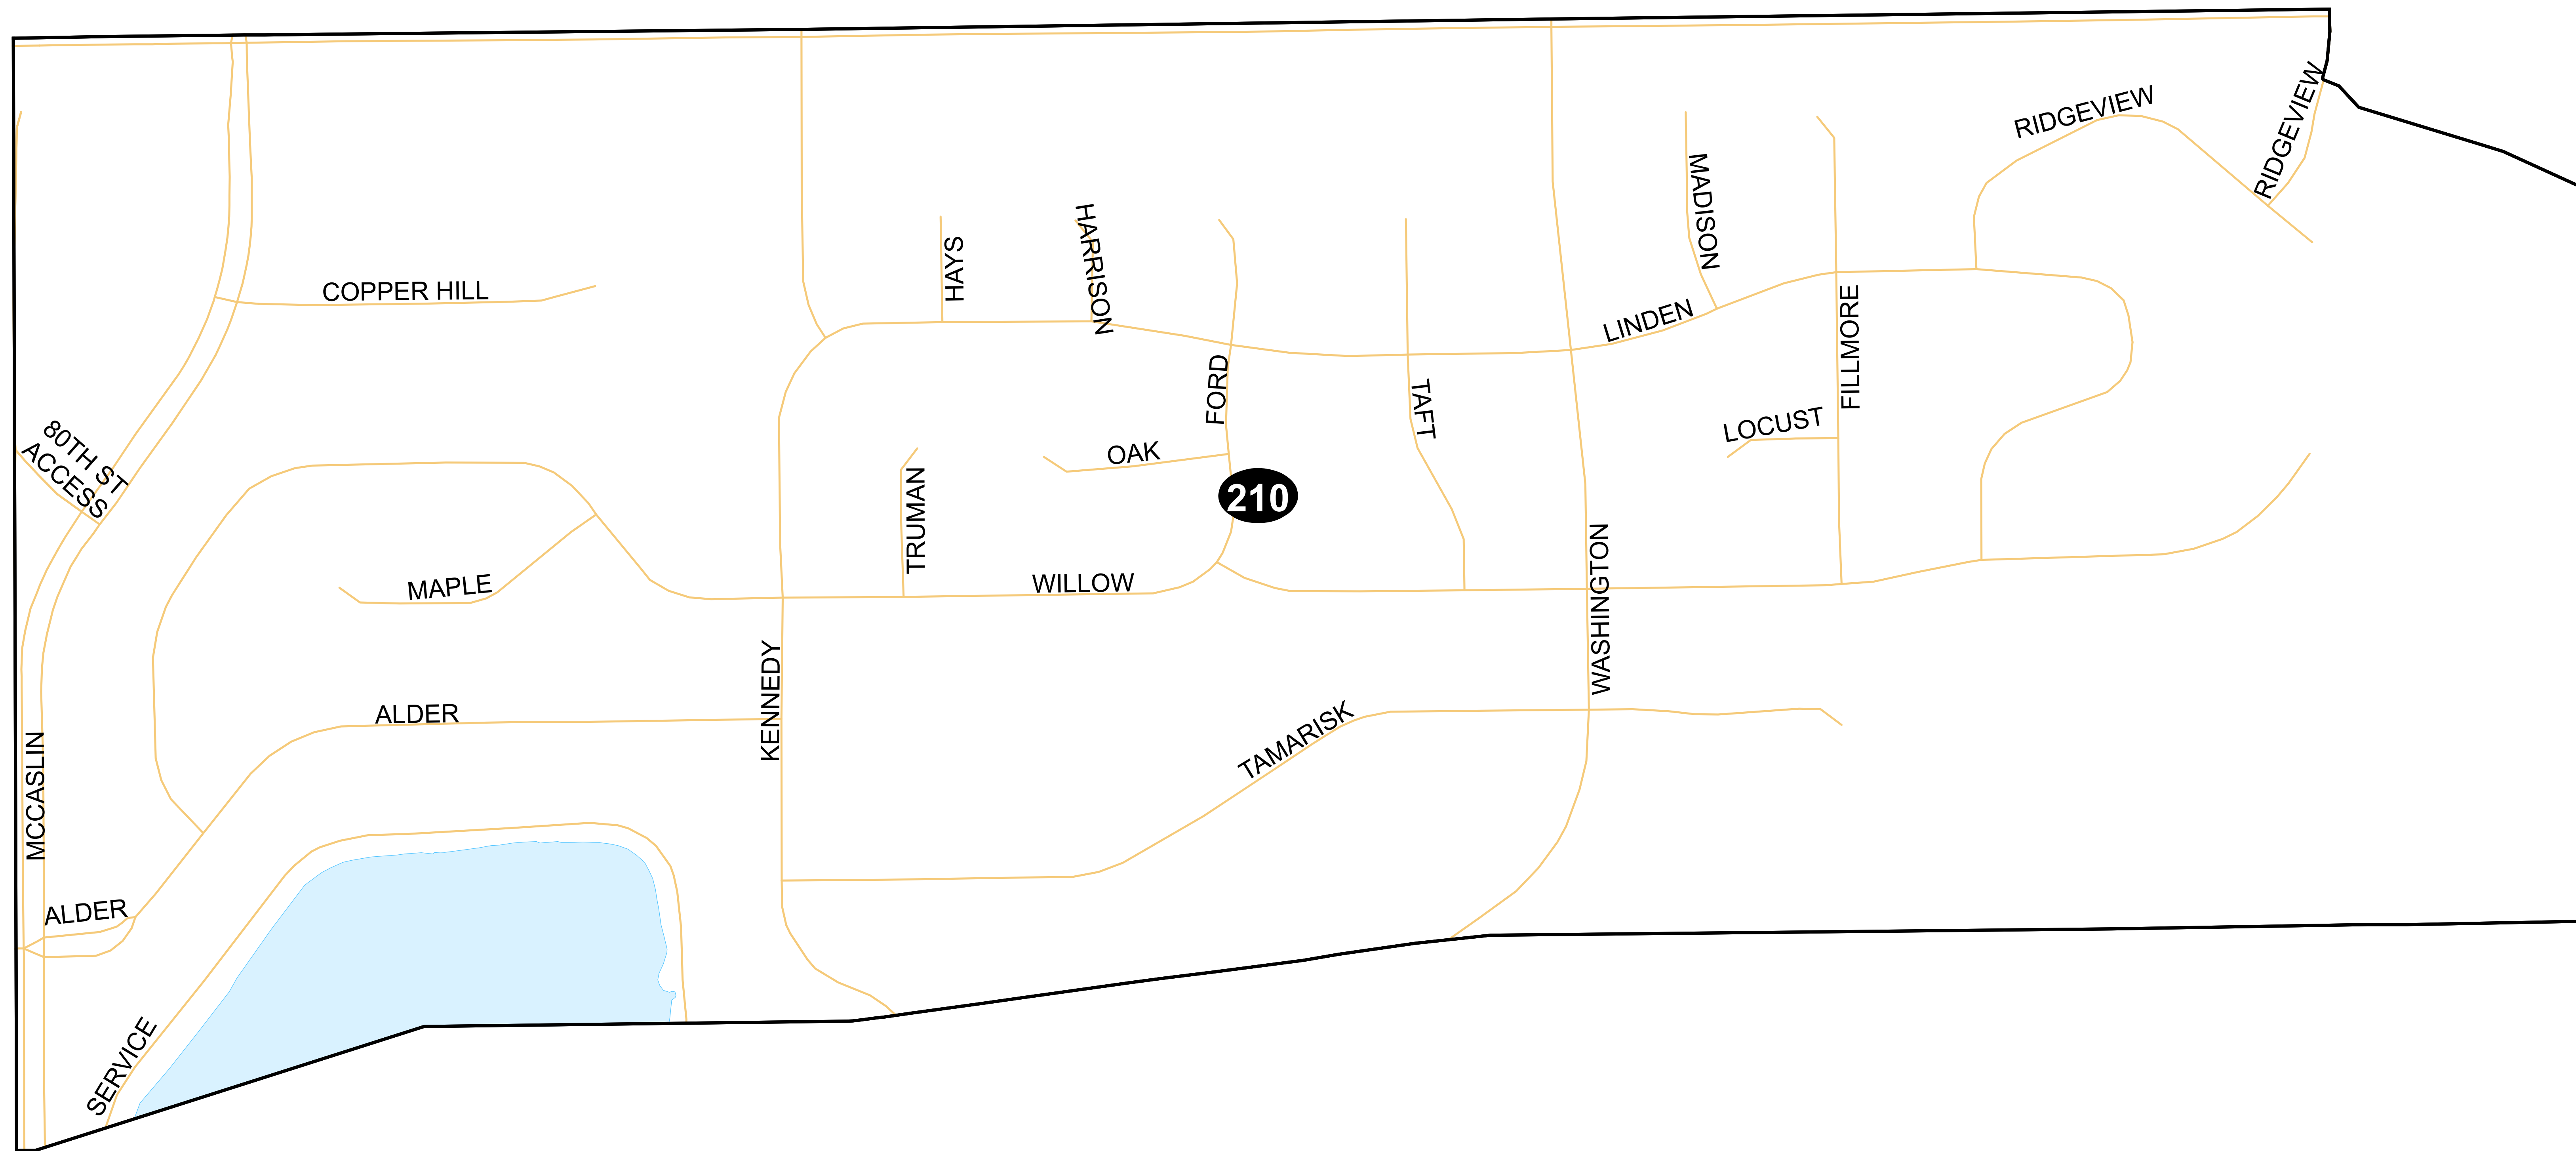 RIDGEVIEW
RIDGEVIEW
MADISON
HARRISON
HAYS
COPPER HILL
LINDEN
FILLMORE
FORD
TAFT
LOCUST
80TH ST
ACCESS
OAK
210
TRUMAN
WASHINGTON
MAPLE
WILLOW
KENNEDY
ALDER
TAMARISK
MCCASLIN
ALDER
SERVICE